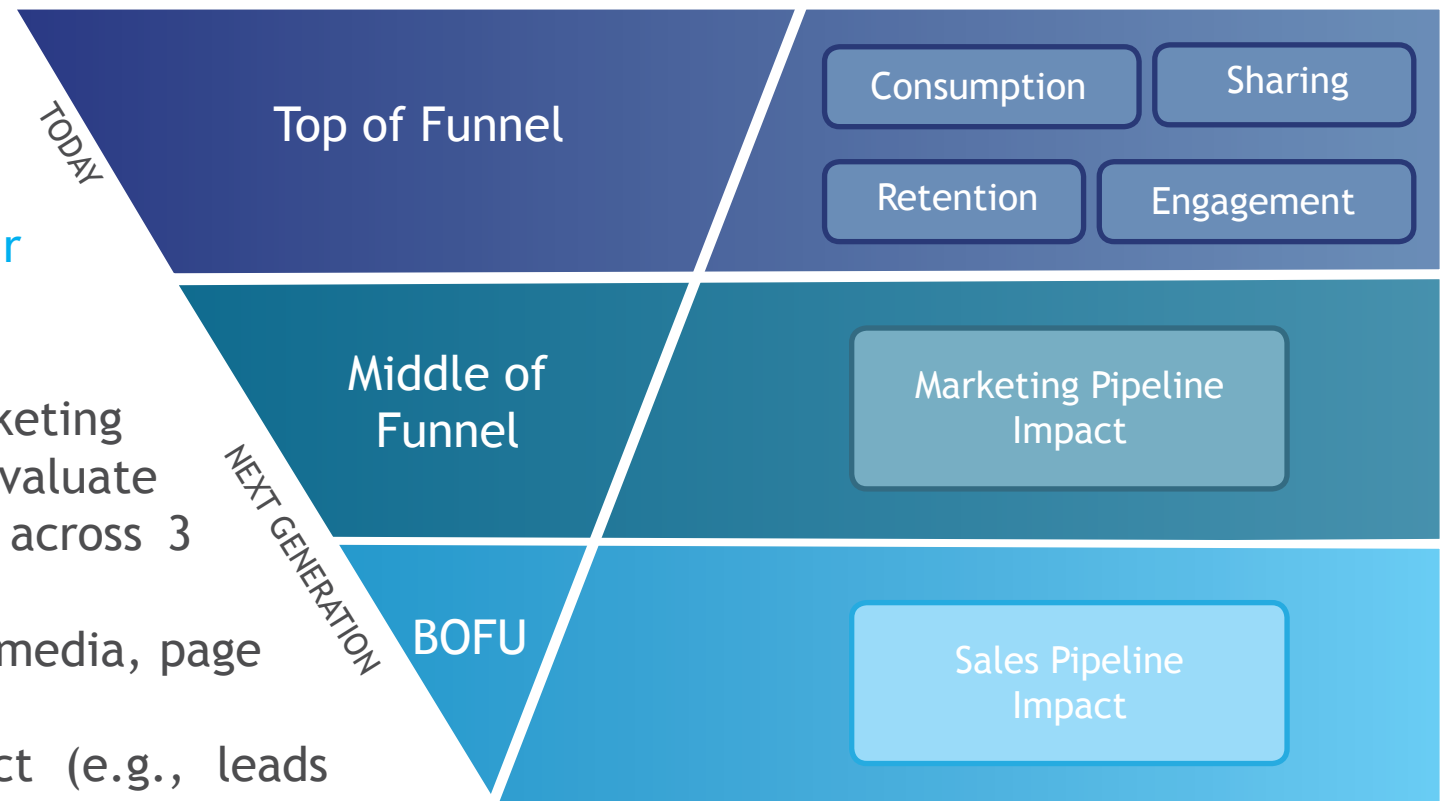 TODAY
Top of Funnel
Consumption
Sharing
Retention
Engagement
r
keting
valuate
across 3
media, page
ct (e.g., leads
NEXT GENERATION
Middle of
Funnel
Marketing Pipeline
Impact
BOFU
Sales Pipeline
Impact